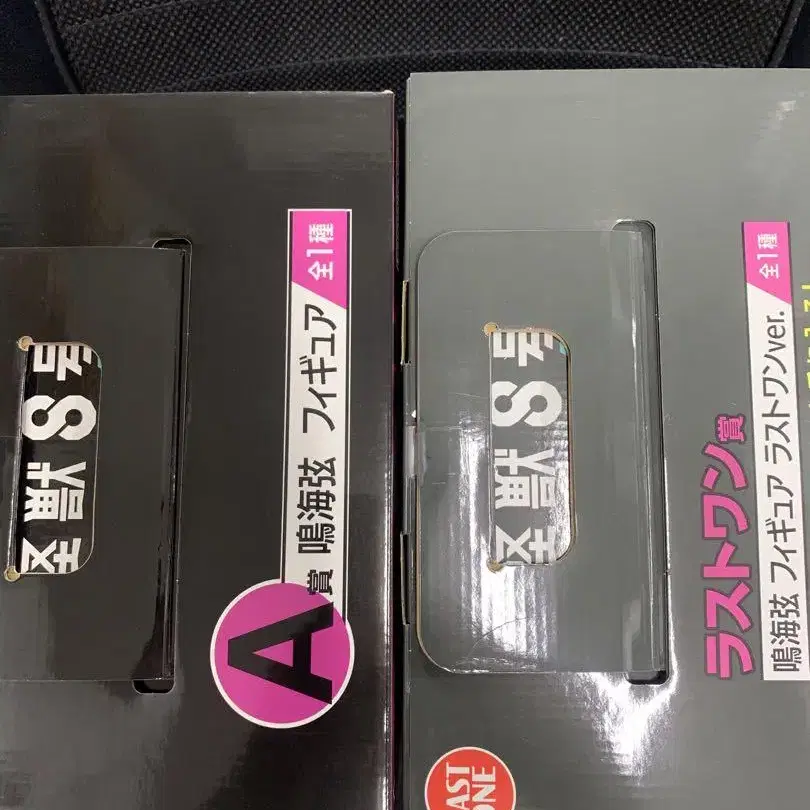 怪獣8号
A賞 鳴海弦 フィギュア 全1種
怪獣8号
ラストワン賞
鳴海弦 フィギュア ラストワンver. 全1種
LAST
ONE